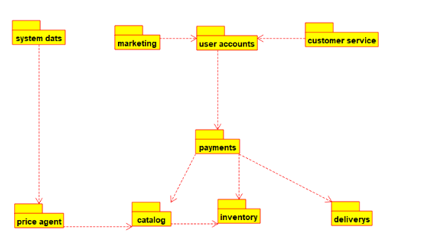 system dats
marketing
user accounts
customer service
payments
price agent
catalog
inventory
deliverys